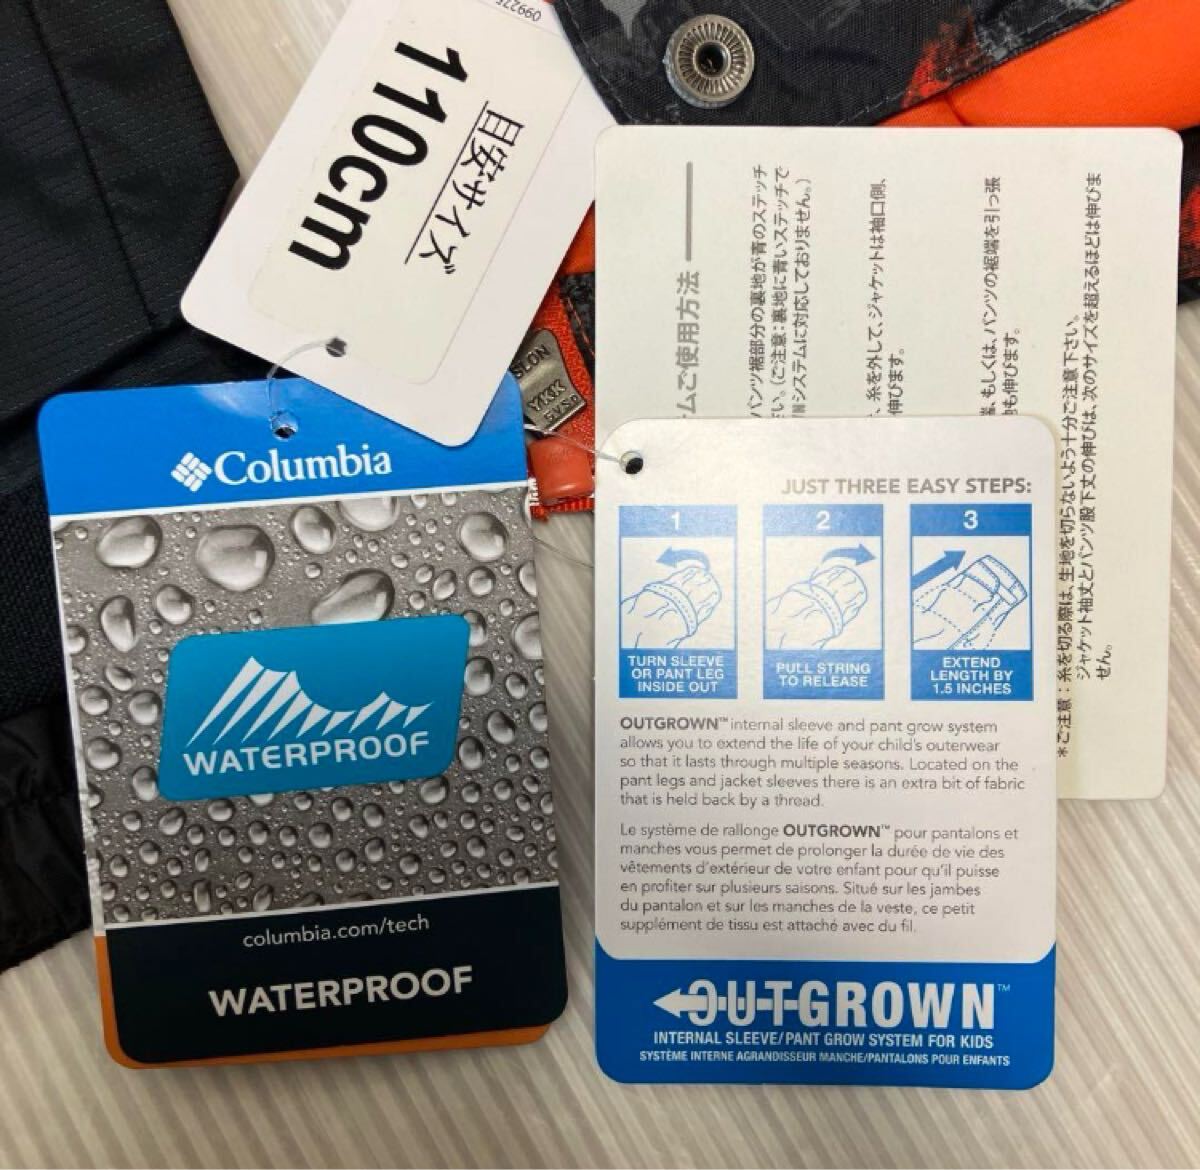 099275
目安サイズ
110cm
SLON
YKK
Columbia
WATERPROOF
columbia.com/tech
WATERPROOF
ムご使用方法
パンツ裾部分の裏地が青のステッチ
さい。(ご注意:裏地に青いステッチで
Nシステムに対応しておりません。)
、糸を外して、ジャケットは袖口側、
伸びます。
もしくは、パンツの裾端を引っ張
も伸びます。
*ご注意:糸を切る際は、生地を切らないよう十分ご注意下さい。
ジャケット袖丈とパンツ股下丈の伸びは、次のサイズを超えるほどは伸びま
せん。
JUST THREE EASY STEPS:
1
TURN SLEEVE
OR PANT LEG
INSIDE OUT
2
PULL STRING
TO RELEASE
3
EXTEND
LENGTH BY
1.5 INCHES
OUTGROWN™ internal sleeve and pant grow system
allows you to extend the life of your child's outerwear
so that it lasts through multiple seasons. Located on the
pant legs and jacket sleeves there is an extra bit of fabric
that is held back by a thread.
Le système de rallonge OUTGROWN™ pour pantalons et
manches vous permet de prolonger la durée de vie des
vêtements d'extérieur de votre enfant pour qu'il puisse
en profiter sur plusieurs saisons. Situé sur les jambes
du pantalon et sur les manches de la veste, ce petit
supplément de tissu est attaché avec du fil.
OUTGROWN™
INTERNAL SLEEVE/PANT GROW SYSTEM FOR KIDS
SYSTÈME INTERNE AGRANDISSEUR MANCHE/PANTALONS POUR ENFANTS